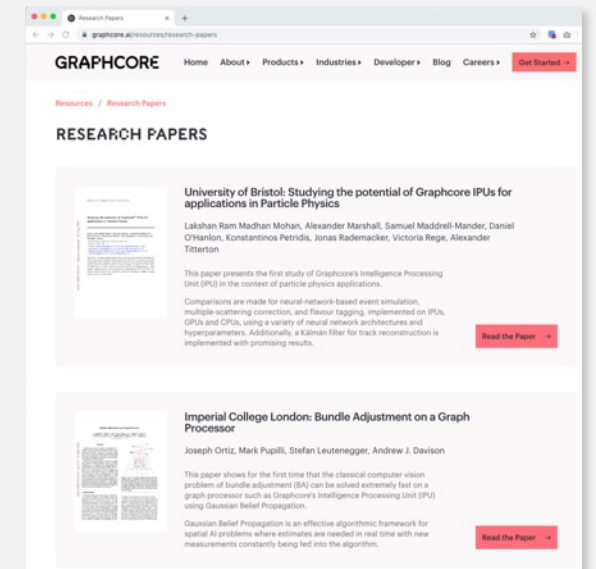 Research Papers
graphcore.ai/resources/research-papers
GRAPHCORE
Home About Products Industries Developer Blog Careers Get Started →
Resources / Research Papers
RESEARCH PAPERS
University of Bristol: Studying the potential of Graphcore IPUs for
applications in Particle Physics
Lakshan Ram Madhan Mohan, Alexander Marshall, Samuel Maddrell-Mander, Daniel
O'Hanlon, Konstantinos Petridis, Jonas Rademacker, Victoria Rege, Alexander
Titterton
This paper presents the first study of Graphcore's Intelligence Processing
Unit (IPU) in the context of particle physics applications.
Comparisons are made for neural-network-based event simulation,
multiple-scattering correction, and flavour tagging, implemented on IPUs,
GPUs and CPUs, using a variety of neural network architectures and
hyperparameters. Additionally, a Kálmán filter for track reconstruction is
implemented with promising results.
Read the Paper →
Imperial College London: Bundle Adjustment on a Graph
Processor
Joseph Ortiz, Mark Pupilli, Stefan Leutenegger, Andrew J. Davison
This paper shows for the first time that the classical computer vision
problem of bundle adjustment (BA) can be solved extremely fast on a
graph processor such as Graphcore's Intelligence Processing Unit (IPU)
using Gaussian Belief Propagation.
Gaussian Belief Propagation is an effective algorithmic framework for
spatial AI problems where estimates are needed in real time with new
measurements constantly being fed into the algorithm.
Read the Paper →